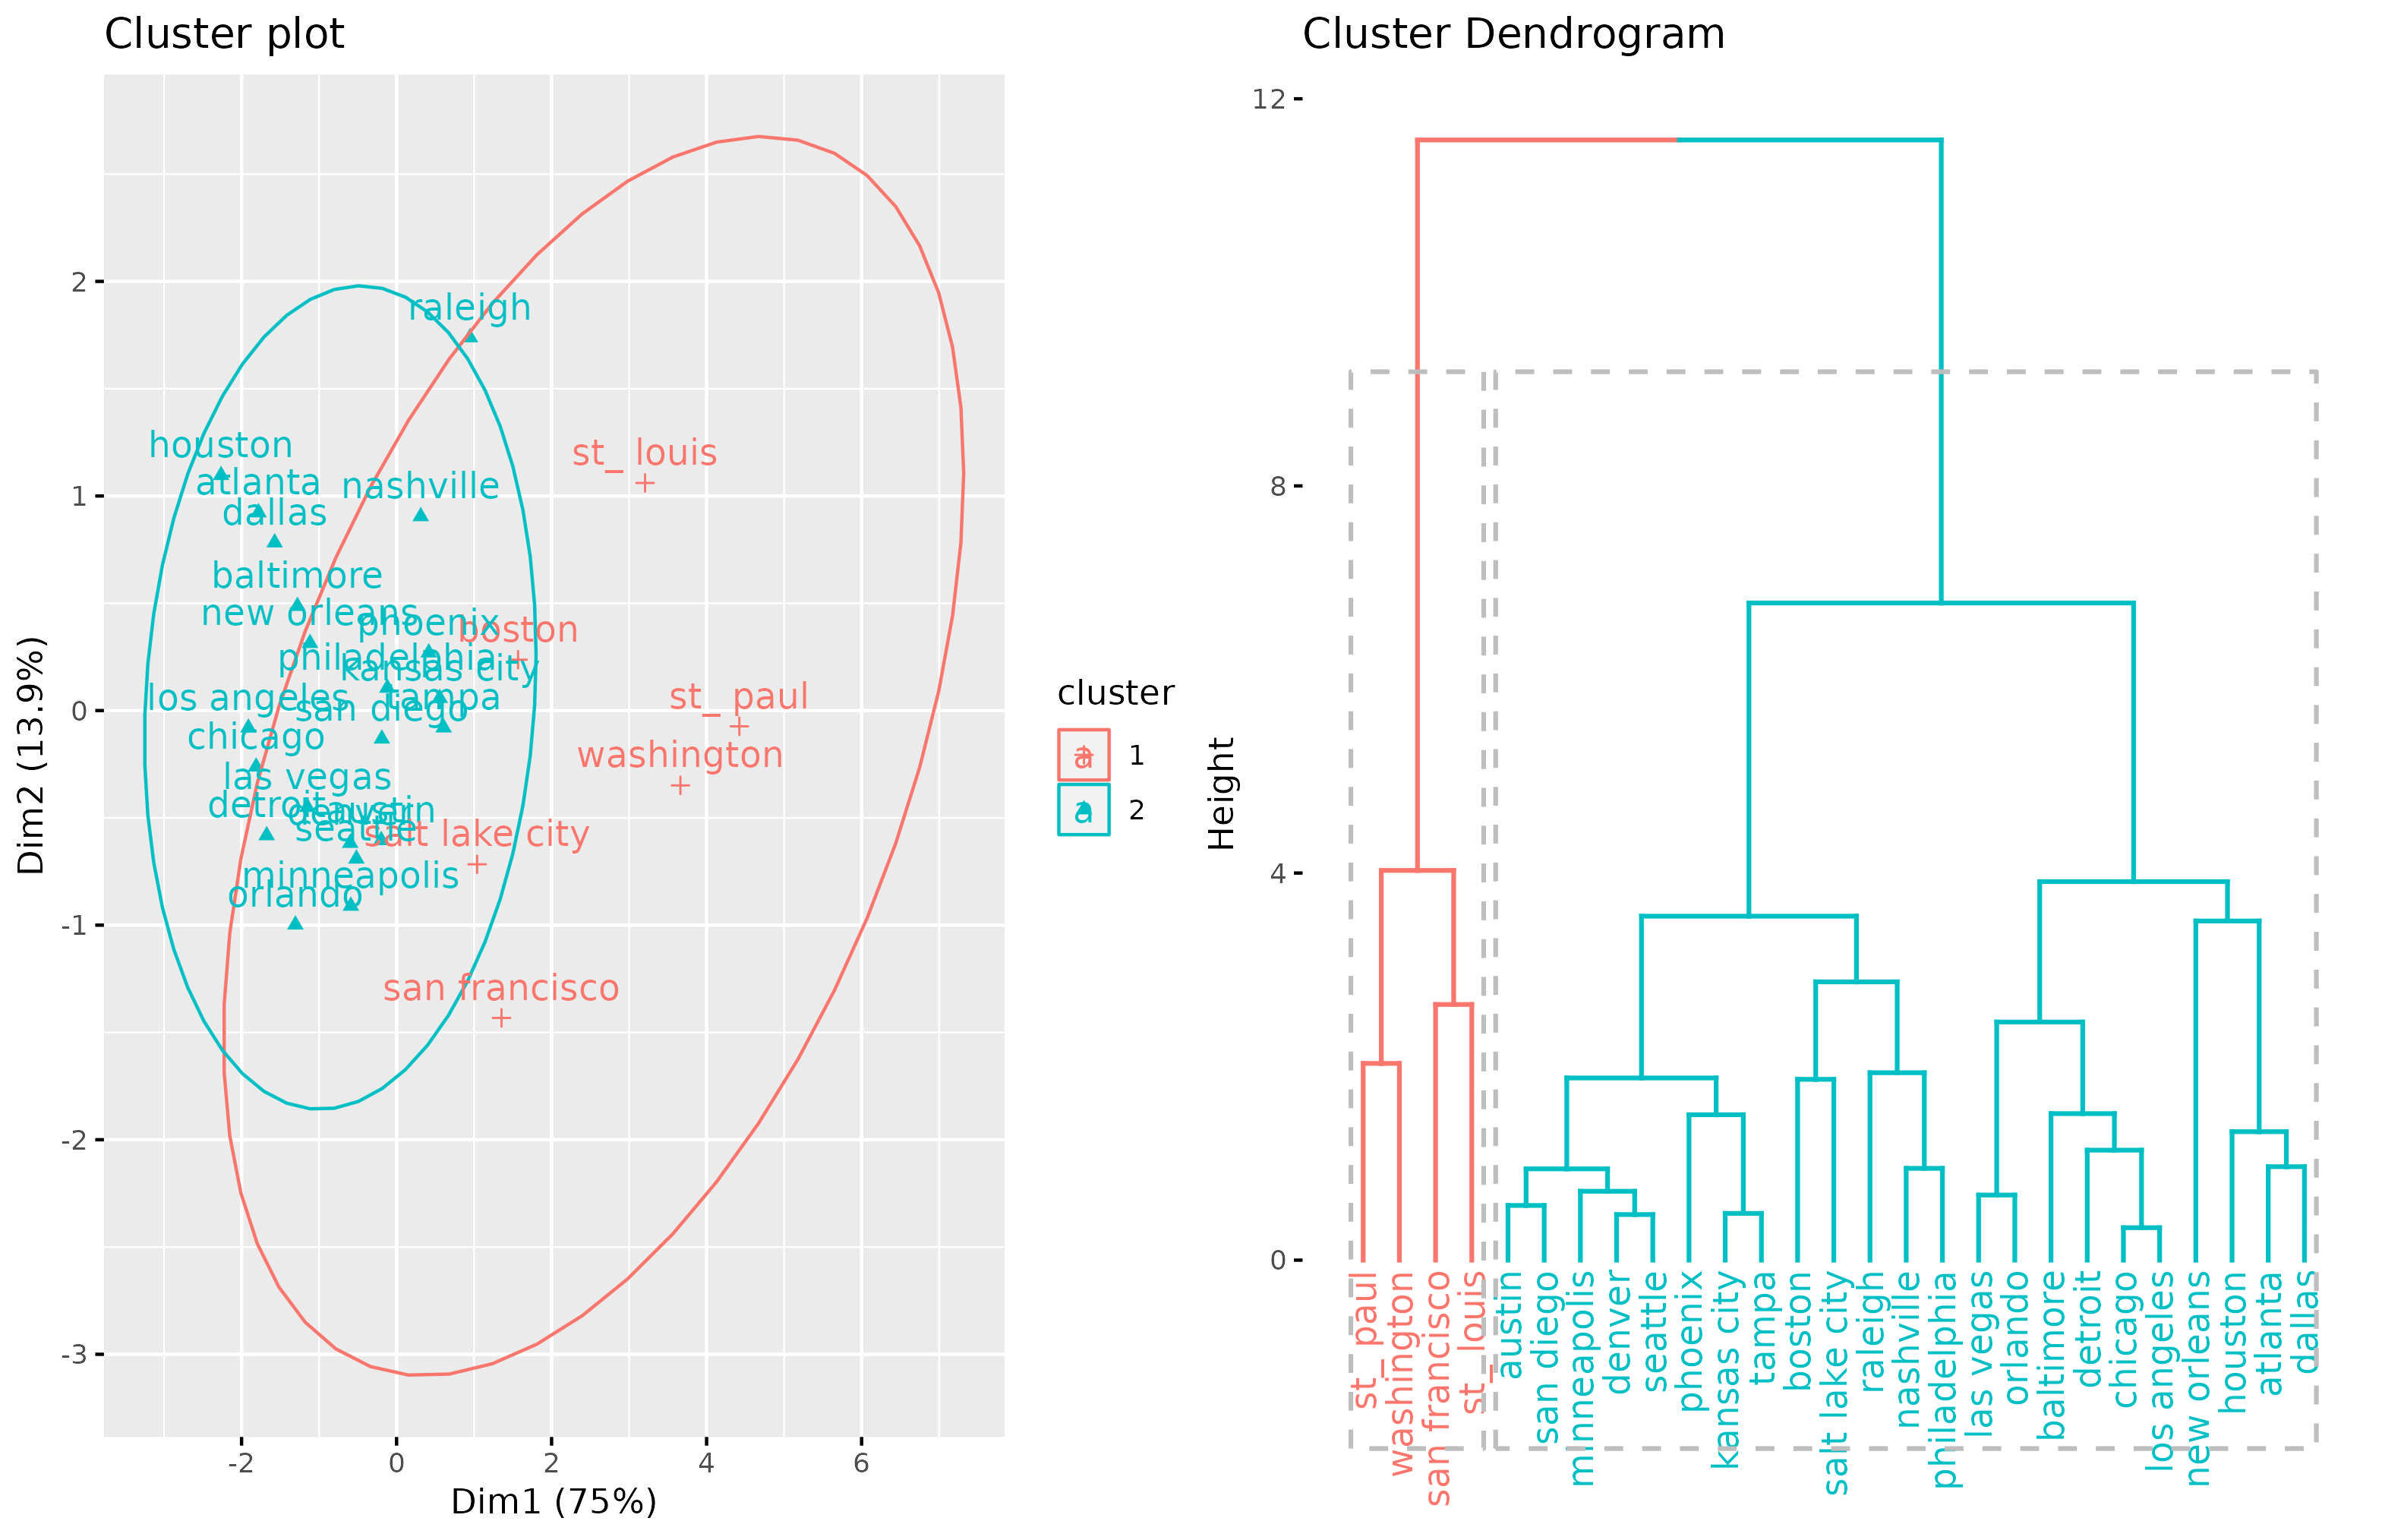 Cluster plot
raleigh
houston
st_ louis
atlanta
nashville
dallas
baltimore
new orleans
phoenix
boston
philadelphia
kansas city
los angeles
tampa
st_ paul
san diego
chicago
washington
las vegas
detroit
austin
denver
seattle
salt lake city
minneapolis
orlando
san francisco
2
1
0
-1
-2
-3
-2
0
2
4
6
Dim1 (75%)
Dim2 (13.9%)
cluster
a 1
a 2
Cluster Dendrogram
12
8
4
0
Height
st_ paul
washington
san francisco
st_ louis
austin
san diego
minneapolis
denver
seattle
phoenix
kansas city
tampa
boston
salt lake city
raleigh
nashville
philadelphia
las vegas
orlando
baltimore
detroit
chicago
los angeles
new orleans
houston
atlanta
dallas